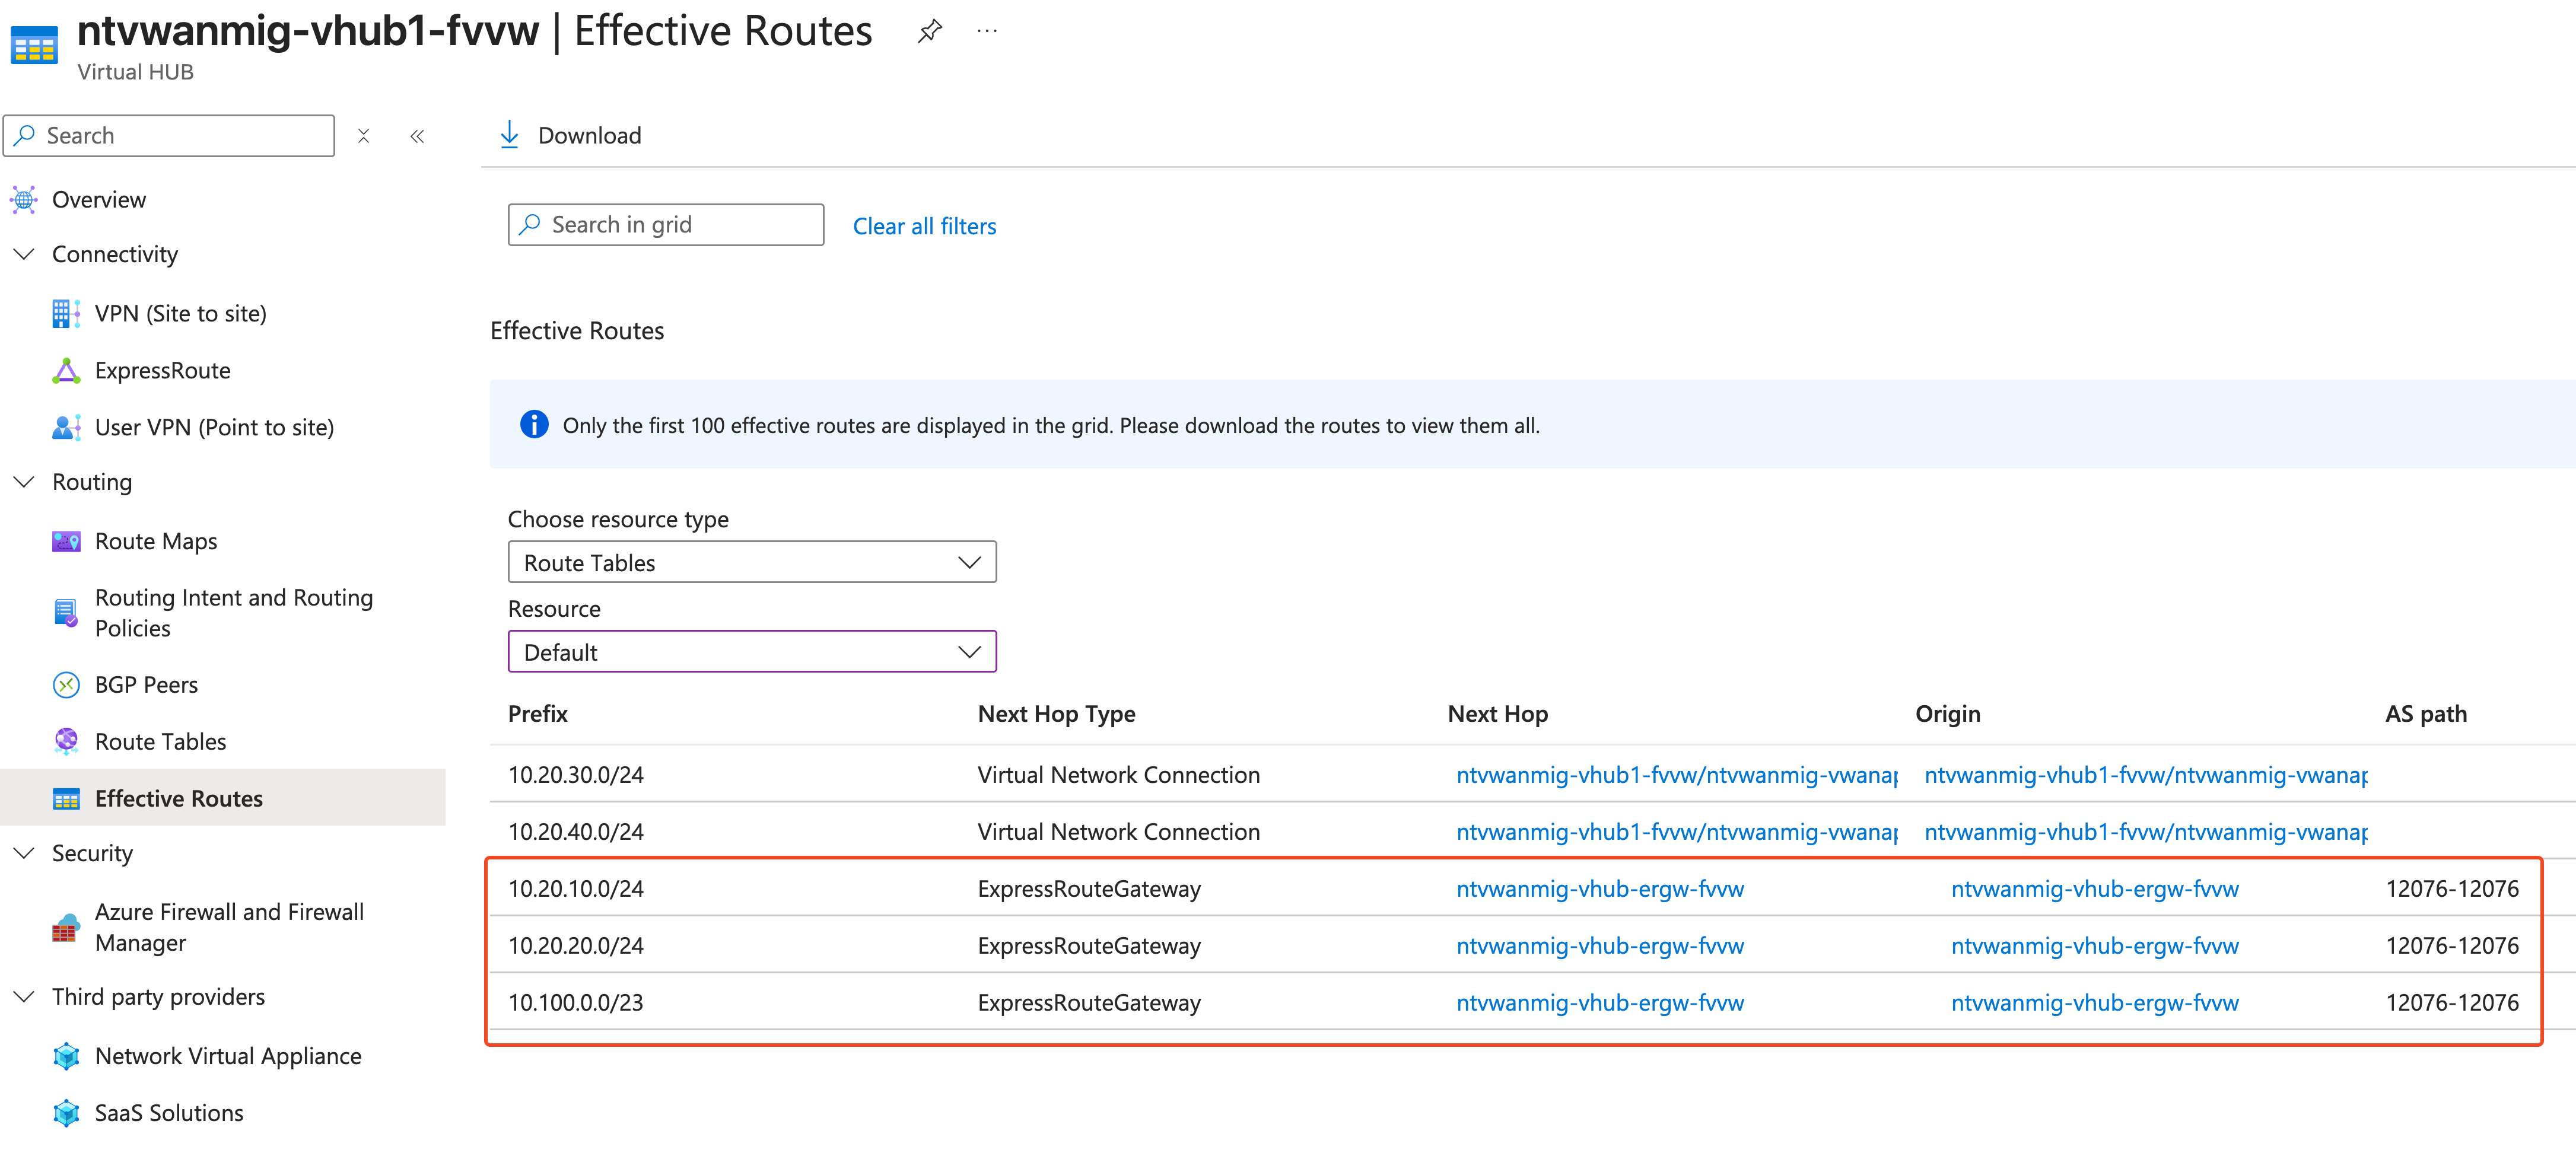 ntvwanmig-vhub1-fvvw | Effective Routes
Virtual HUB
Search
Download
Overview
Connectivity
VPN (Site to site)
ExpressRoute
User VPN (Point to site)
Routing
Route Maps
Routing Intent and Routing
Policies
BGP Peers
Route Tables
Effective Routes
Security
Azure Firewall and Firewall
Manager
Third party providers
Network Virtual Appliance
SaaS Solutions
Search in grid Clear all filters
Effective Routes
Only the first 100 effective routes are displayed in the grid. Please download the routes to view them all.
Choose resource type
Route Tables
Resource
Default
Prefix Next Hop Type Next Hop Origin AS path
10.20.30.0/24 Virtual Network Connection ntvwanmig-vhub1-fvvw/ntvwanmig-vwanap ntvwanmig-vhub1-fvvw/ntvwanmig-vwanap
10.20.40.0/24 Virtual Network Connection ntvwanmig-vhub1-fvvw/ntvwanmig-vwanap ntvwanmig-vhub1-fvvw/ntvwanmig-vwanap
10.20.10.0/24 ExpressRouteGateway ntvwanmig-vhub-ergw-fvvw ntvwanmig-vhub-ergw-fvvw 12076-12076
10.20.20.0/24 ExpressRouteGateway ntvwanmig-vhub-ergw-fvvw ntvwanmig-vhub-ergw-fvvw 12076-12076
10.100.0.0/23 ExpressRouteGateway ntvwanmig-vhub-ergw-fvvw ntvwanmig-vhub-ergw-fvvw 12076-12076